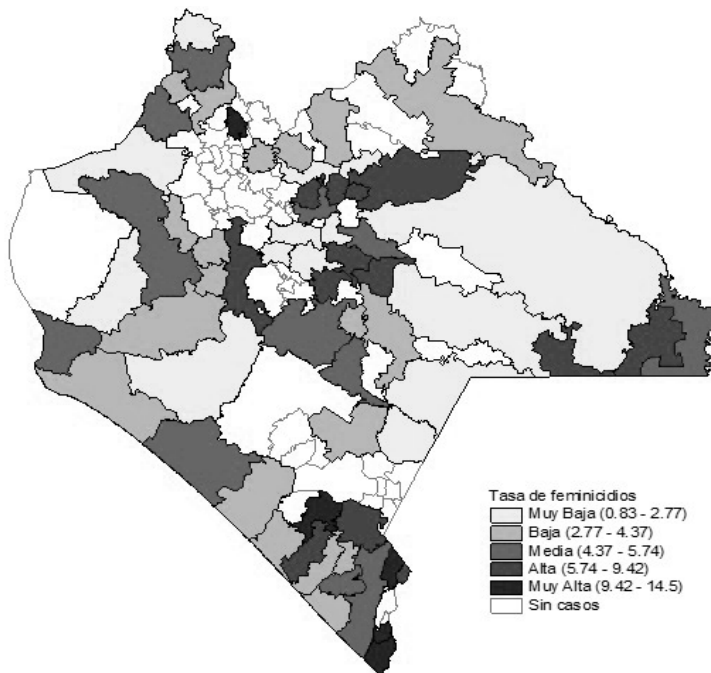 Tasa de feminicidios
Muy Baja (0.83 - 2.77)
Baja (2.77 - 4.37)
Media (4.37 - 5.74)
Alta (5.74 - 9.42)
Muy Alta (9.42 - 14.5)
Sin casos